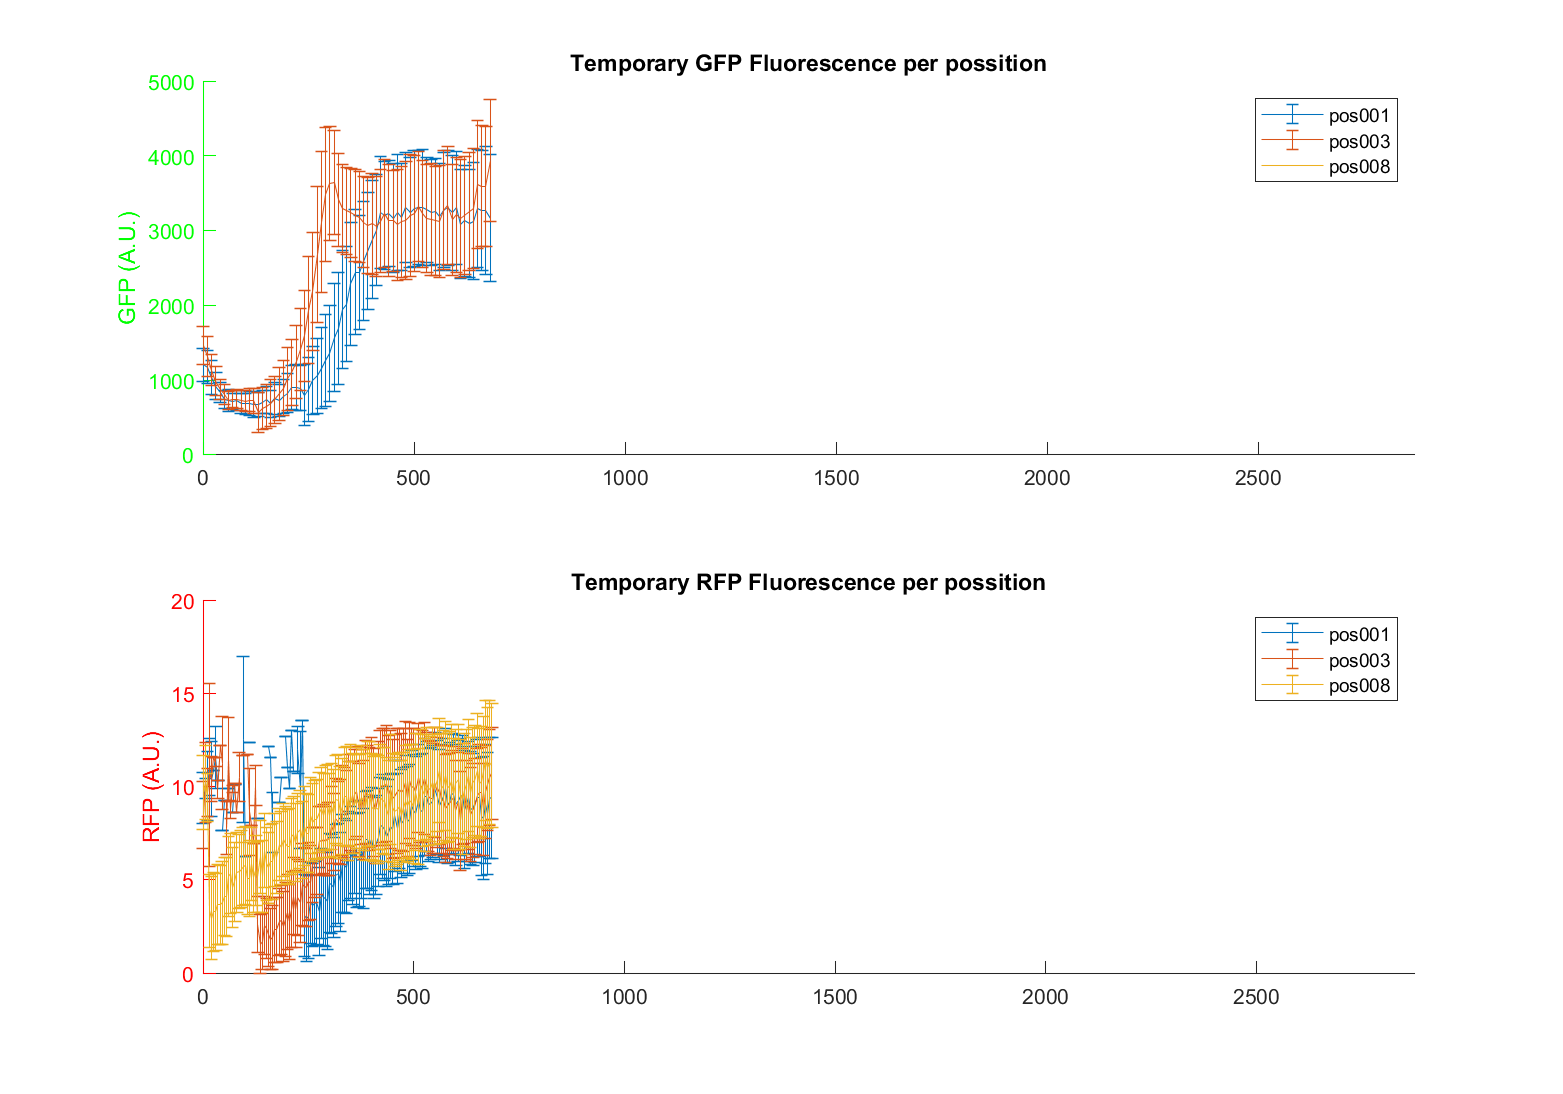 Temporary GFP Fluorescence per possition
5000
4000
3000
2000
1000
0
GFP (A.U.)
0 500 1000 1500 2000 2500
pos001
pos003
pos008
Temporary RFP Fluorescence per possition
20
15
10
5
0
RFP (A.U.)
0 500 1000 1500 2000 2500
pos001
pos003
pos008